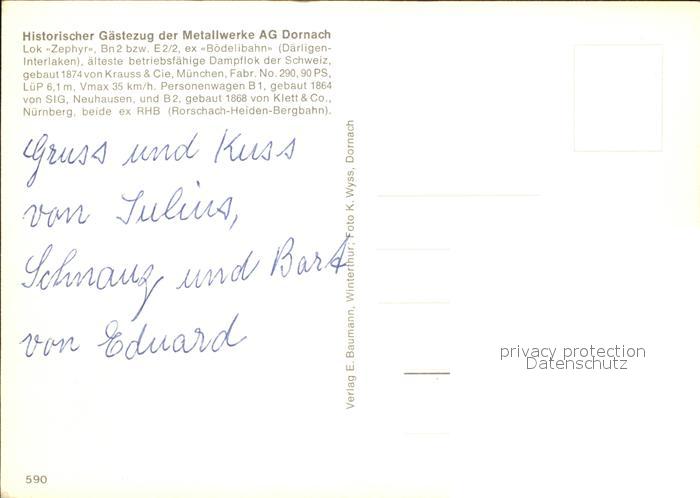 Historischer Gästezug der Metallwerke AG Dornach
Lok «Zephyr», Bn2 bzw. E2/2, ex «Bödelibahn» (Därligen-
Interlaken), älteste betriebsfähige Dampflok der Schweiz,
gebaut 1874 von Krauss & Cie, München, Fabr. No. 290, 90 PS,
LüP 6,1 m, Vmax 35 km/h. Personenwagen B1, gebaut 1864
von SIG, Neuhausen, und B2, gebaut 1868 von Klett & Co.,
Nürnberg, beide ex RHB (Rorschach-Heiden-Bergbahn).
Gruss und Kuss
von Julius,
Schnauz und Bart
von Eduard
Verlag E. Baumann, Winterthur; Foto K. Wyss, Dornach
privacy protection
Datenschutz
590